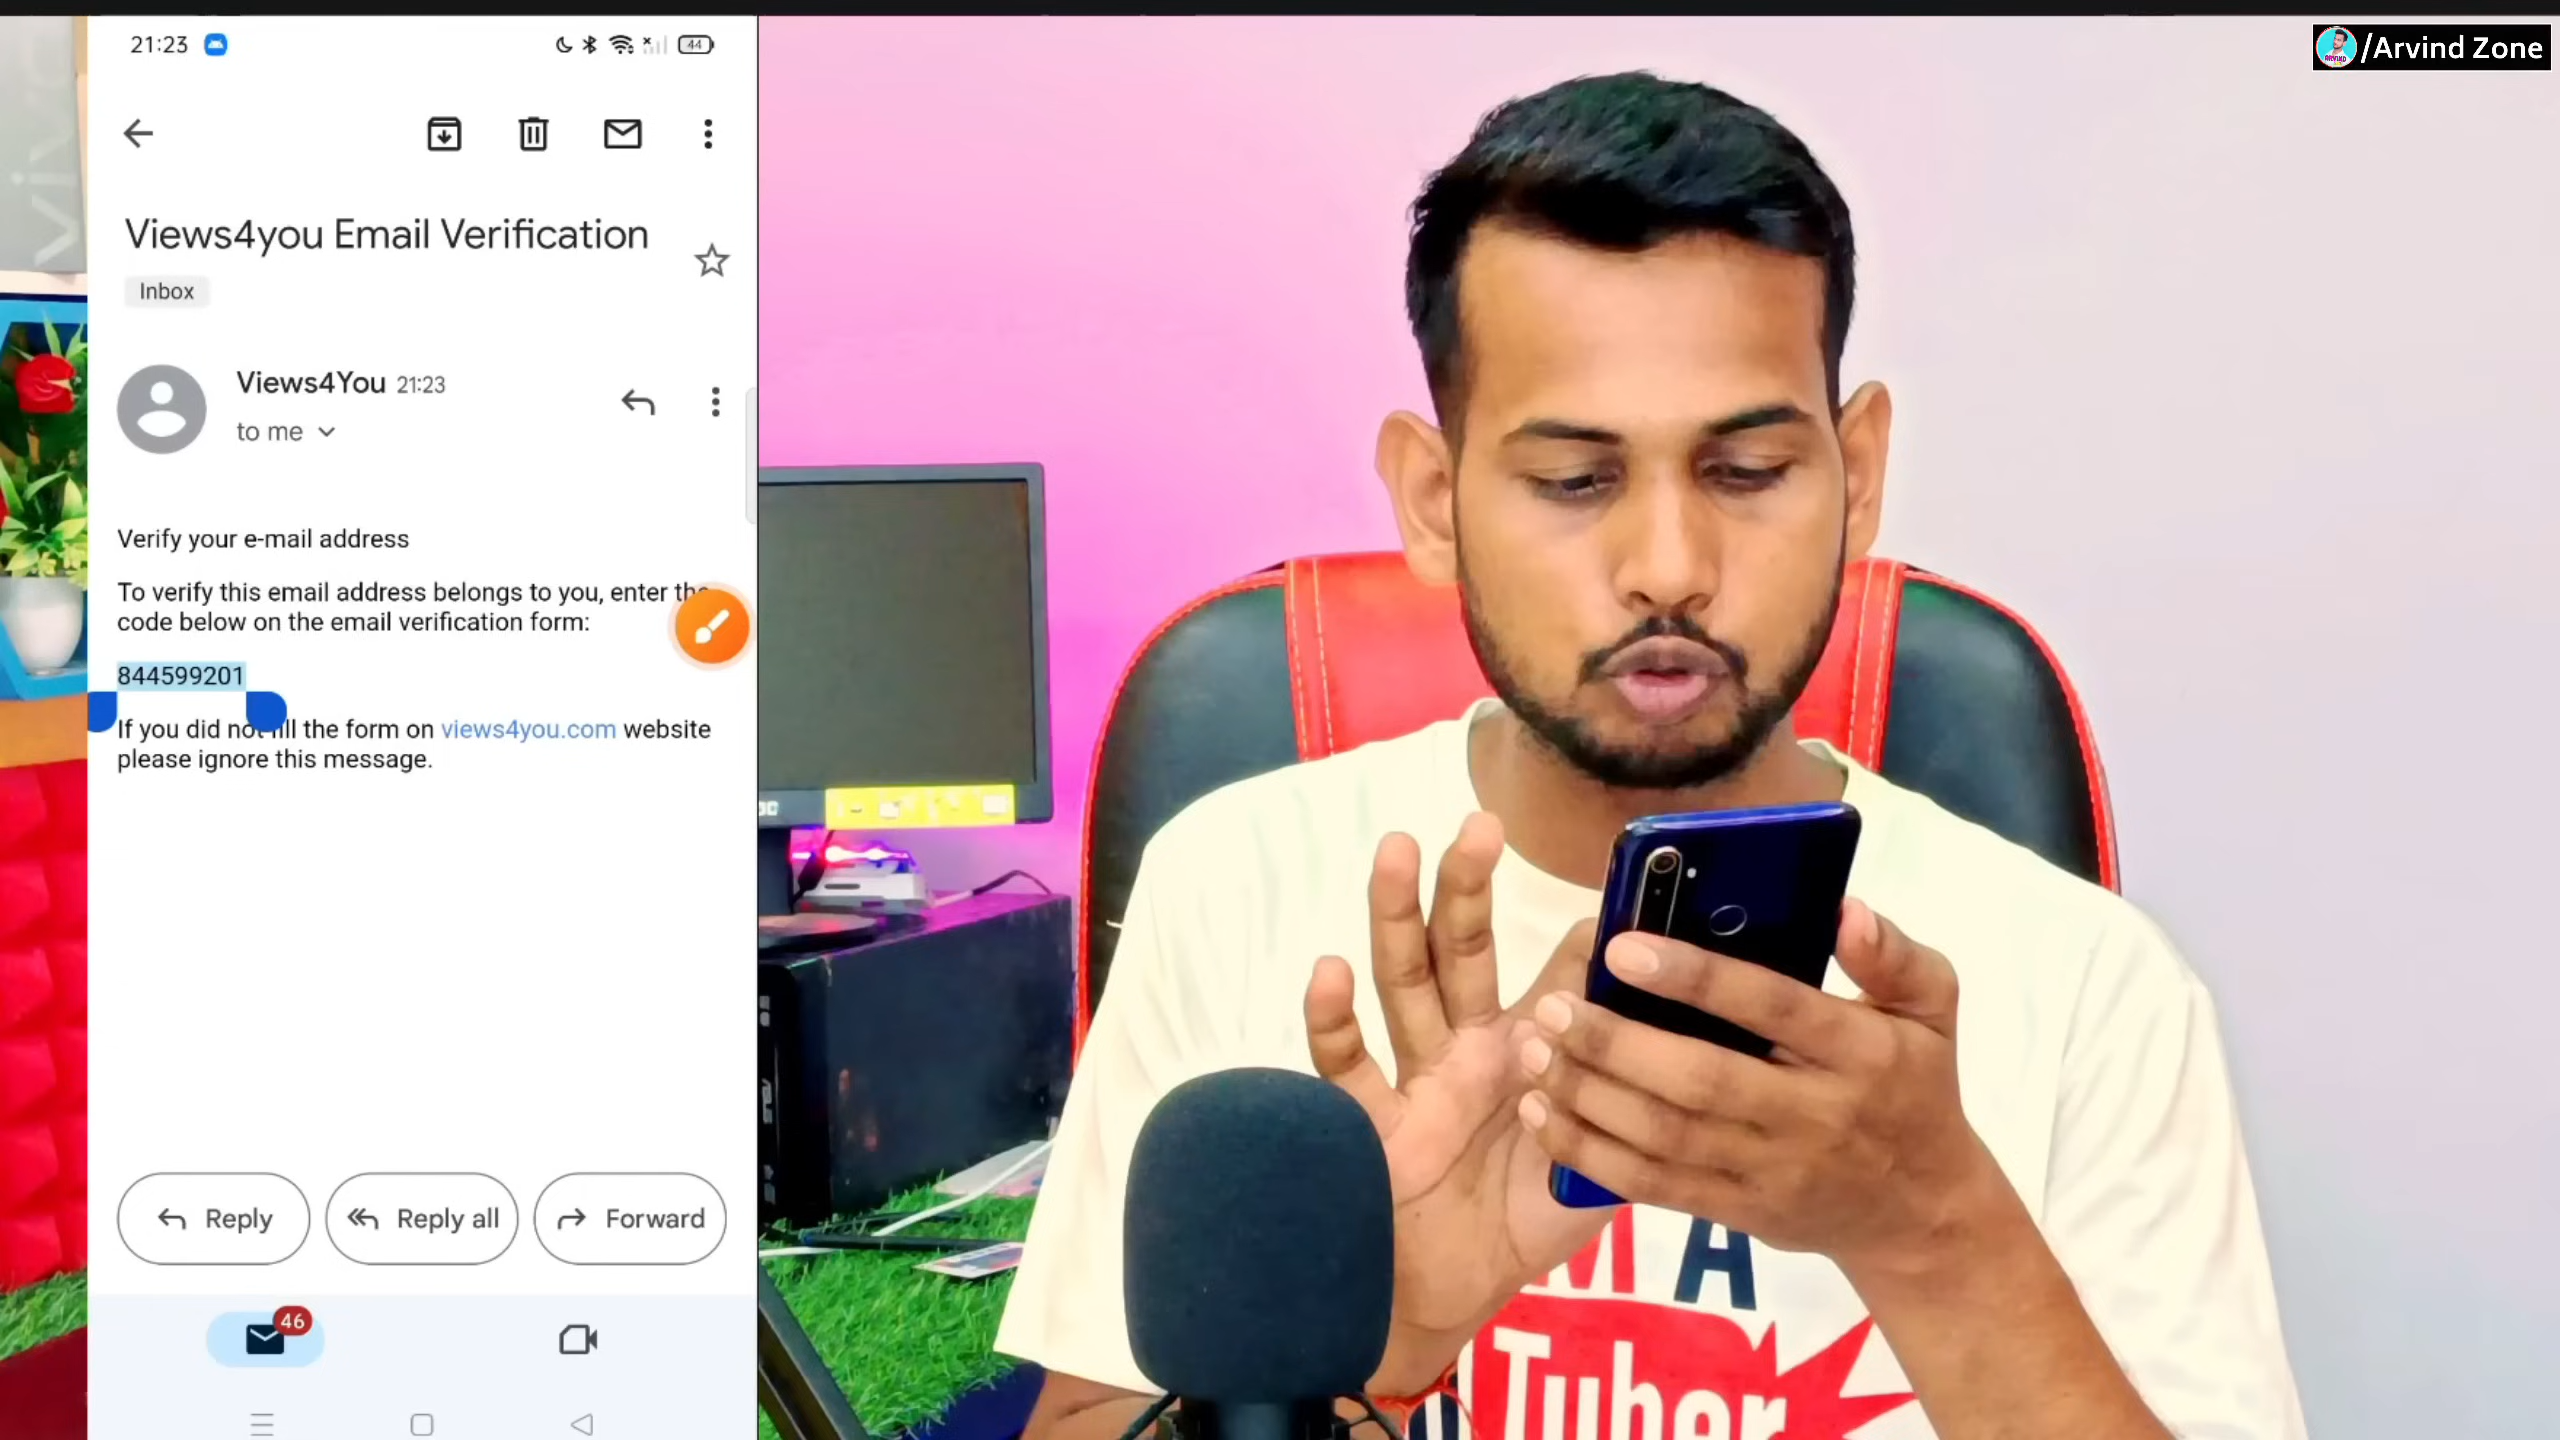 21:23
44
/Arvind Zone
Views4you Email Verification
Inbox
Views4You 21:23
to me
Verify your e-mail address
To verify this email address belongs to you, enter the
code below on the email verification form:
844599201
If you did not fill the form on views4you.com website
please ignore this message.
Reply
Reply all
Forward
46
M A
Tuber